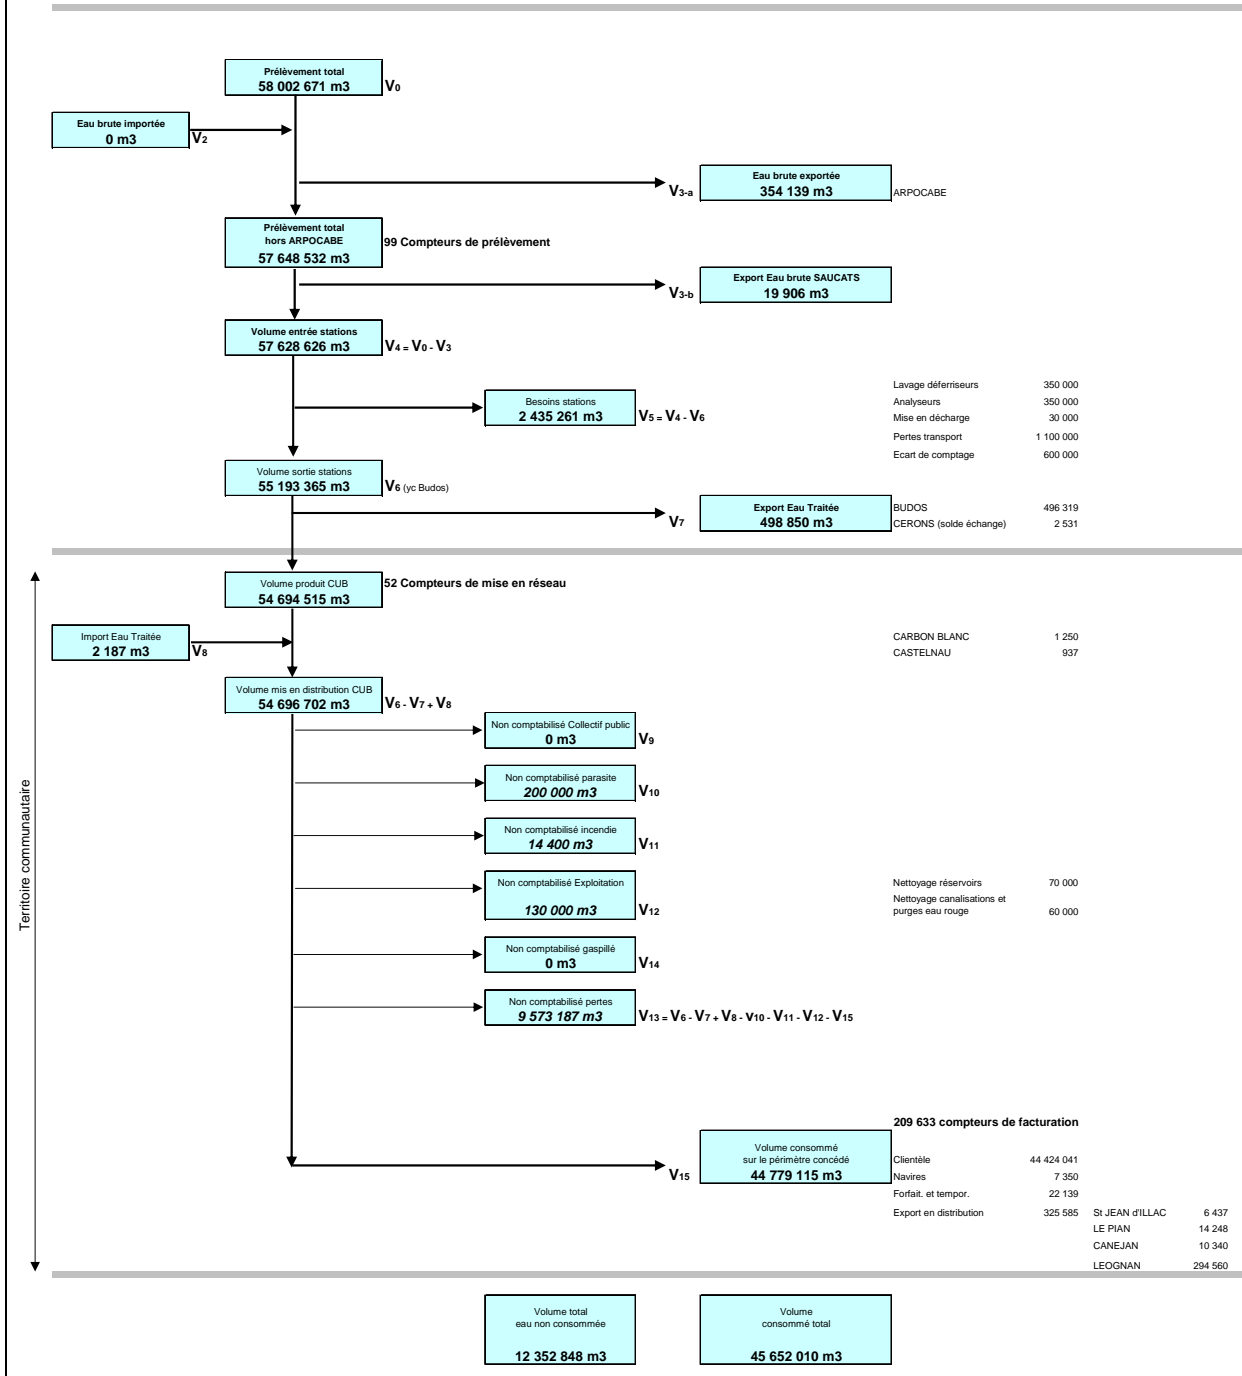 Prélèvement total
58 002 671 m3 V0
Eau brute importée
0 m3 V2
Eau brute exportée
354 139 m3
V3-a ARPOCABE
Prélèvement total
hors ARPOCABE
57 648 532 m3
99 Compteurs de prélèvement
Export Eau brute SAUCATS
19 906 m3
V3-b
Volume entrée stations
57 628 626 m3 V4 = V0 - V3
Lavage déferriseurs 350 000
Besoins stations
2 435 261 m3 V5 = V4 - V6
Analyseurs 350 000
Mise en décharge 30 000
Pertes transport 1 100 000
Ecart de comptage 600 000
Volume sortie stations
55 193 365 m3 V6 (yc Budos)
Export Eau Traitée
498 850 m3
V7
BUDOS 496 319
CERONS (solde échange) 2 531
Volume produit CUB
54 694 515 m3
52 Compteurs de mise en réseau
Import Eau Traitée
2 187 m3 V8
CARBON BLANC 1 250
CASTELNAU 937
Volume mis en distribution CUB
54 696 702 m3 V6 - V7 + V8
Non comptabilisé Collectif public
0 m3 V9
Non comptabilisé parasite
200 000 m3 V10
Territoire communautaire
Non comptabilisé incendie
14 400 m3 V11
Non comptabilisé Exploitation
130 000 m3 V12
Nettoyage réservoirs 70 000
Nettoyage canalisations et
purges eau rouge 60 000
Non comptabilisé gaspillé
0 m3 V14
Non comptabilisé pertes
9 573 187 m3 V13 = V6 - V7 + V8 - v10 - V11 - V12 - V15
209 633 compteurs de facturation
Volume consommé
sur le périmètre concédé
44 779 115 m3
V15
Clientèle 44 424 041
Navires 7 350
Forfait. et tempor. 22 139
Export en distribution 325 585 St JEAN d'ILLAC 6 437
LE PIAN 14 248
CANEJAN 10 340
LEOGNAN 294 560
Volume total
eau non consommée
12 352 848 m3
Volume
consommé total
45 652 010 m3